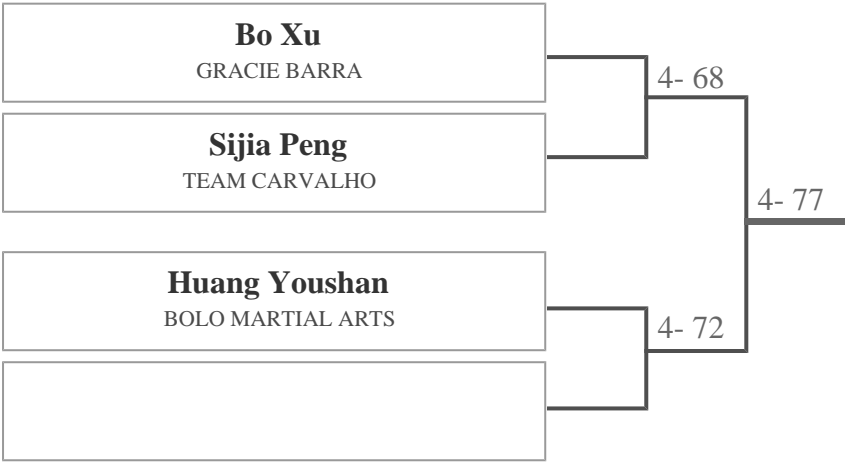 Bo Xu
GRACIE BARRA
4- 68
Sijia Peng
TEAM CARVALHO
4- 77
Huang Youshan
BOLO MARTIAL ARTS
4- 72